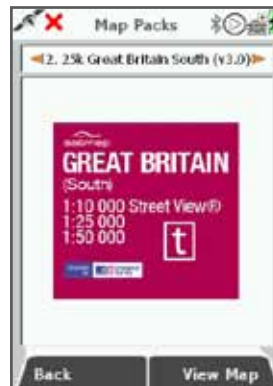 Map Packs
2. 25k Great Britain South (v3.0)
satmap
GREAT BRITAIN
(South)
1:10 000 Street View®
1:25 000
1:50 000
t
Back
View Map